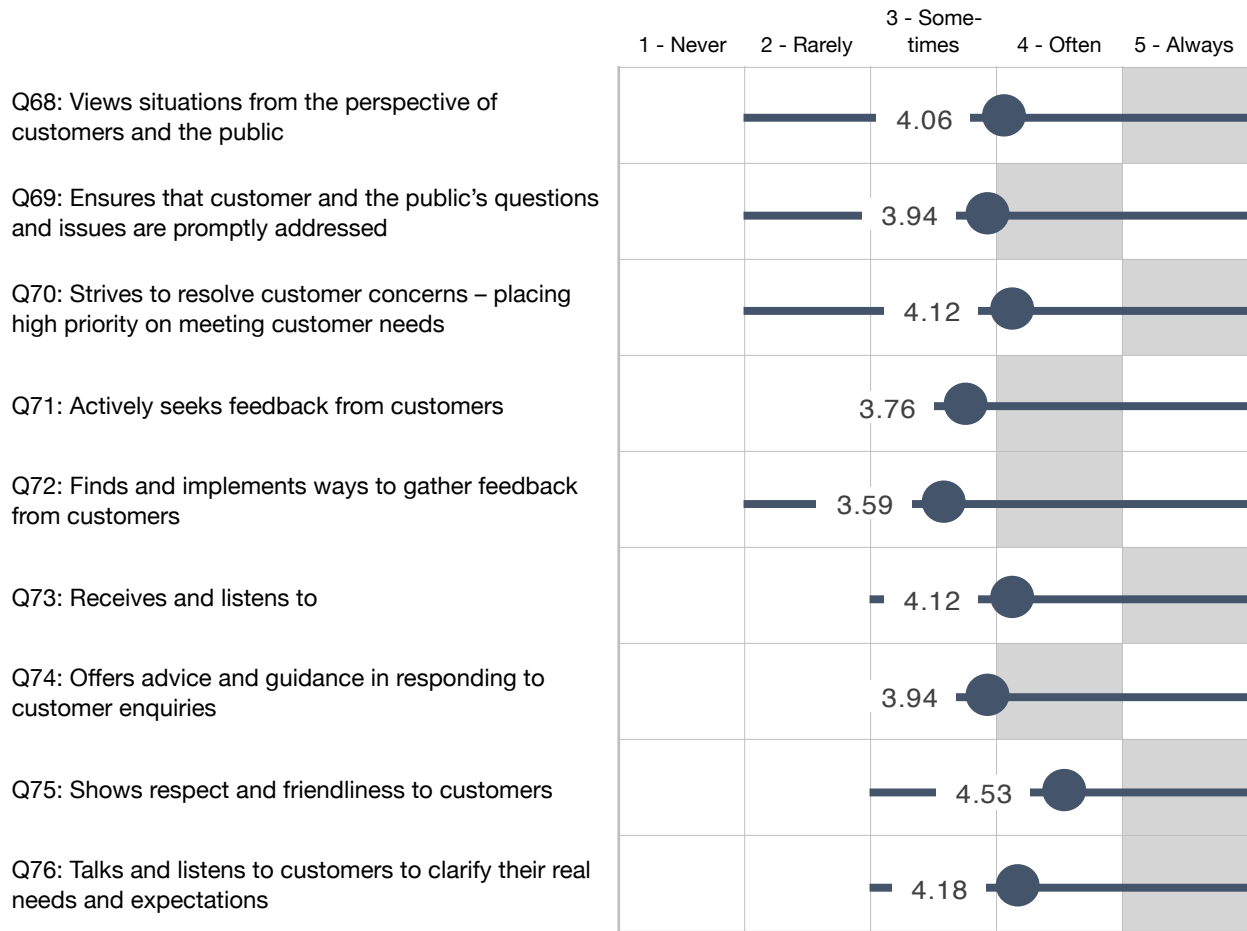 1 - Never
2 - Rarely
3 - Some-
times
4 - Often
5 - Always
Q68: Views situations from the perspective of
customers and the public
4.06
Q69: Ensures that customer and the public’s questions
and issues are promptly addressed
3.94
Q70: Strives to resolve customer concerns – placing
high priority on meeting customer needs
4.12
Q71: Actively seeks feedback from customers
3.76
Q72: Finds and implements ways to gather feedback
from customers
3.59
Q73: Receives and listens to
4.12
Q74: Offers advice and guidance in responding to
customer enquiries
3.94
Q75: Shows respect and friendliness to customers
4.53
Q76: Talks and listens to customers to clarify their real
needs and expectations
4.18